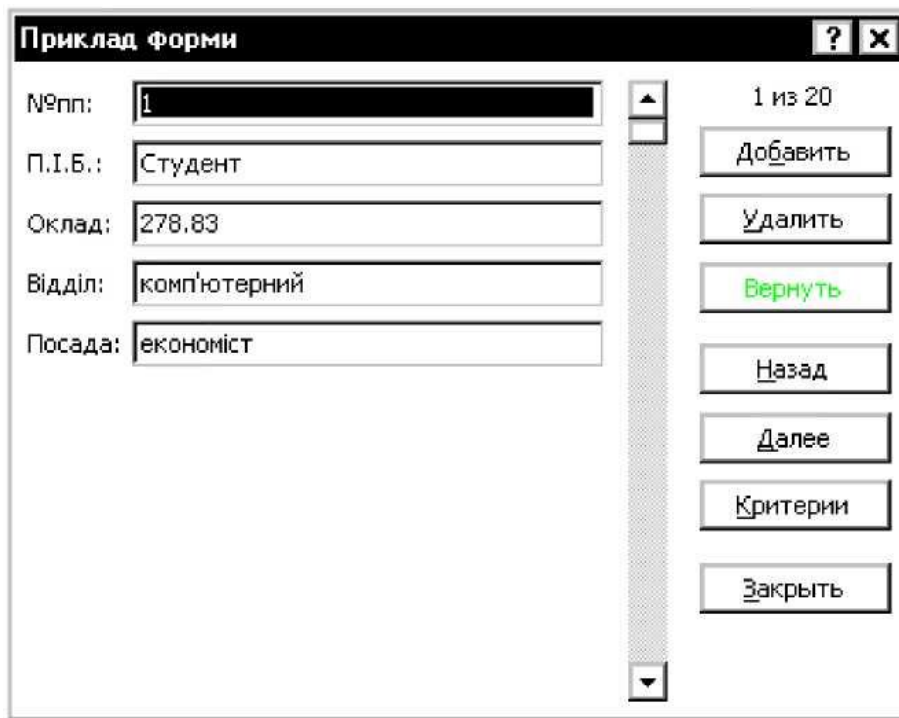 Приклад форми
№пп: 1
П.І.Б.: Студент
Оклад: 278.83
Відділ: комп'ютерний
Посада: економіст
1 из 20
Добавить
Удалить
Вернуть
Назад
Далее
Критерии
Закрыть